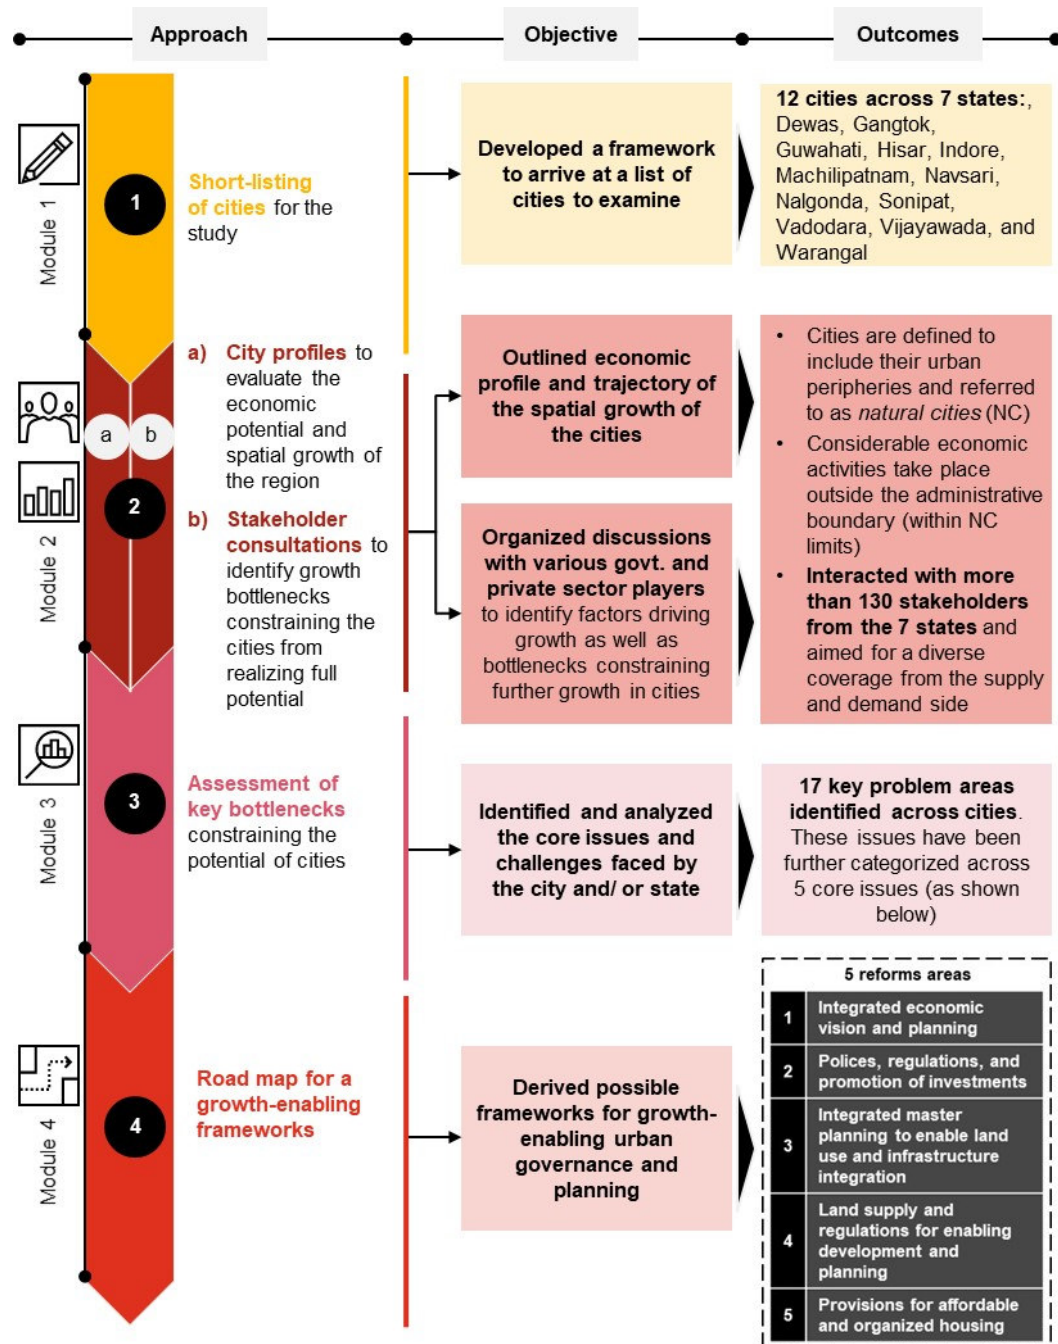 Approach
Objective
Outcomes
Module 1
1
Short-listing
of cities for the
study
Developed a framework
to arrive at a list of
cities to examine
12 cities across 7 states:,
Dewas, Gangtok,
Guwahati, Hisar, Indore,
Machilipatnam, Navsari,
Nalgonda, Sonipat,
Vadodara, Vijayawada, and
Warangal
Module 2
a
b
2
a) City profiles to
evaluate the
economic
potential and
spatial growth of
the region
b) Stakeholder
consultations to
identify growth
bottlenecks
constraining the
cities from
realizing full
potential
Outlined economic
profile and trajectory of
the spatial growth of
the cities
Organized discussions
with various govt. and
private sector players
to identify factors driving
growth as well as
bottlenecks constraining
further growth in cities
• Cities are defined to
include their urban
peripheries and referred
to as natural cities (NC)
• Considerable economic
activities take place
outside the administrative
boundary (within NC
limits)
• Interacted with more
than 130 stakeholders
from the 7 states and
aimed for a diverse
coverage from the supply
and demand side
Module 3
3
Assessment of
key bottlenecks
constraining the
potential of cities
Identified and analyzed
the core issues and
challenges faced by
the city and/ or state
17 key problem areas
identified across cities.
These issues have been
further categorized across
5 core issues (as shown
below)
Module 4
4
Road map for a
growth-enabling
frameworks
Derived possible
frameworks for growth-
enabling urban
governance and
planning
5 reforms areas
1 Integrated economic
vision and planning
2 Polices, regulations, and
promotion of investments
3 Integrated master
planning to enable land
use and infrastructure
integration
4 Land supply and
regulations for enabling
development and
planning
5 Provisions for affordable
and organized housing